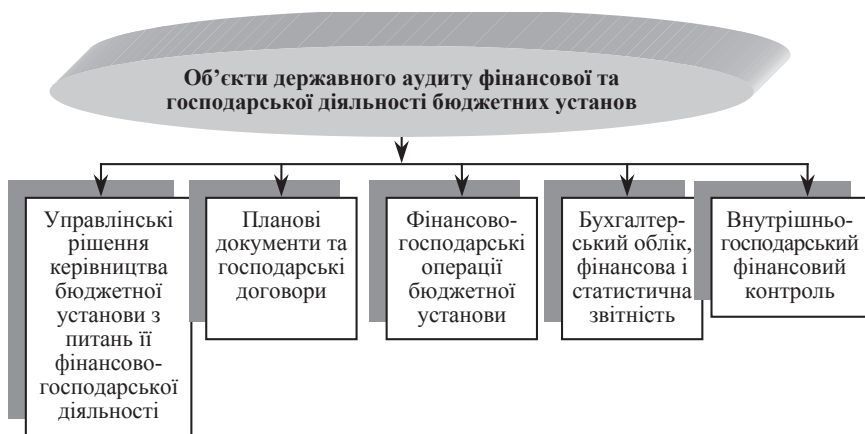 Об’єкти державного аудиту фінансової та
господарської діяльності бюджетних установ
Управлінські
рішення
керівництва
бюджетної
установи з
питань її
фінансово-
господарської
діяльності
Планові
документи та
господарські
договори
Фінансово-
господарські
операції
бюджетної
установи
Бухгалтер-
ський облік,
фінансова і
статистична
звітність
Внутрішньо-
господарський
фінансовий
контроль